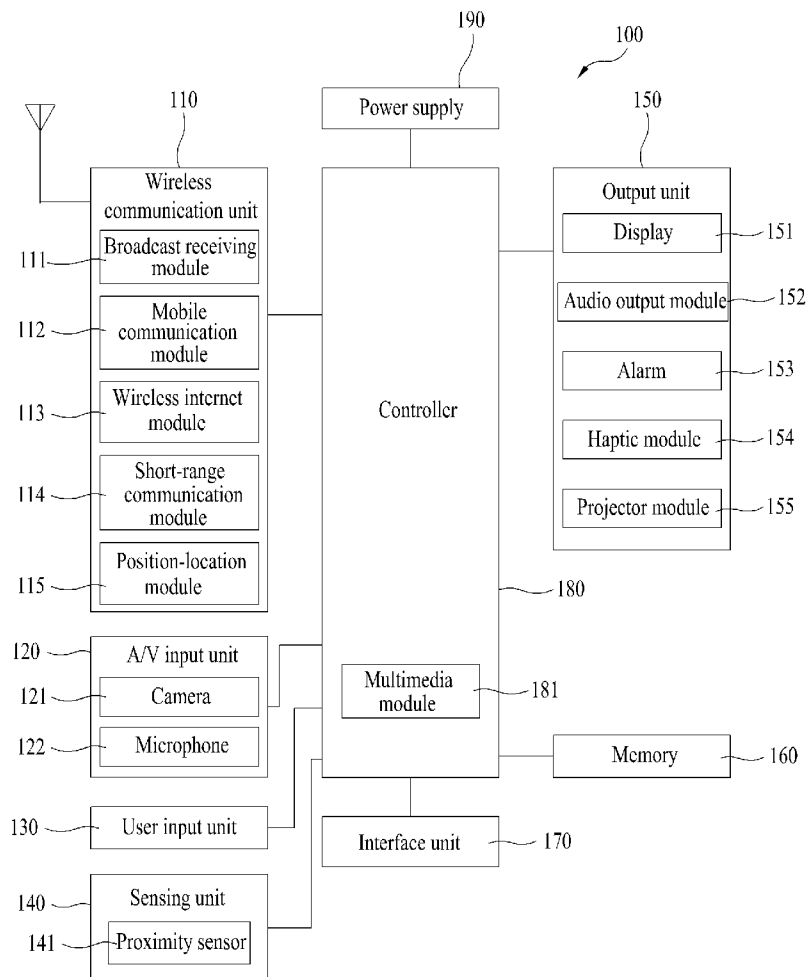 190
100
Power supply
110
Wireless
communication unit
111
Broadcast receiving
module
112
Mobile
communication
module
113
Wireless internet
module
114
Short-range
communication
module
115
Position-location
module
120
A/V input unit
121
Camera
122
Microphone
130
User input unit
140
Sensing unit
141
Proximity sensor
Controller
180
Multimedia
module
181
Interface unit
170
150
Output unit
Display
151
Audio output module
152
Alarm
153
Haptic module
154
Projector module
155
Memory
160